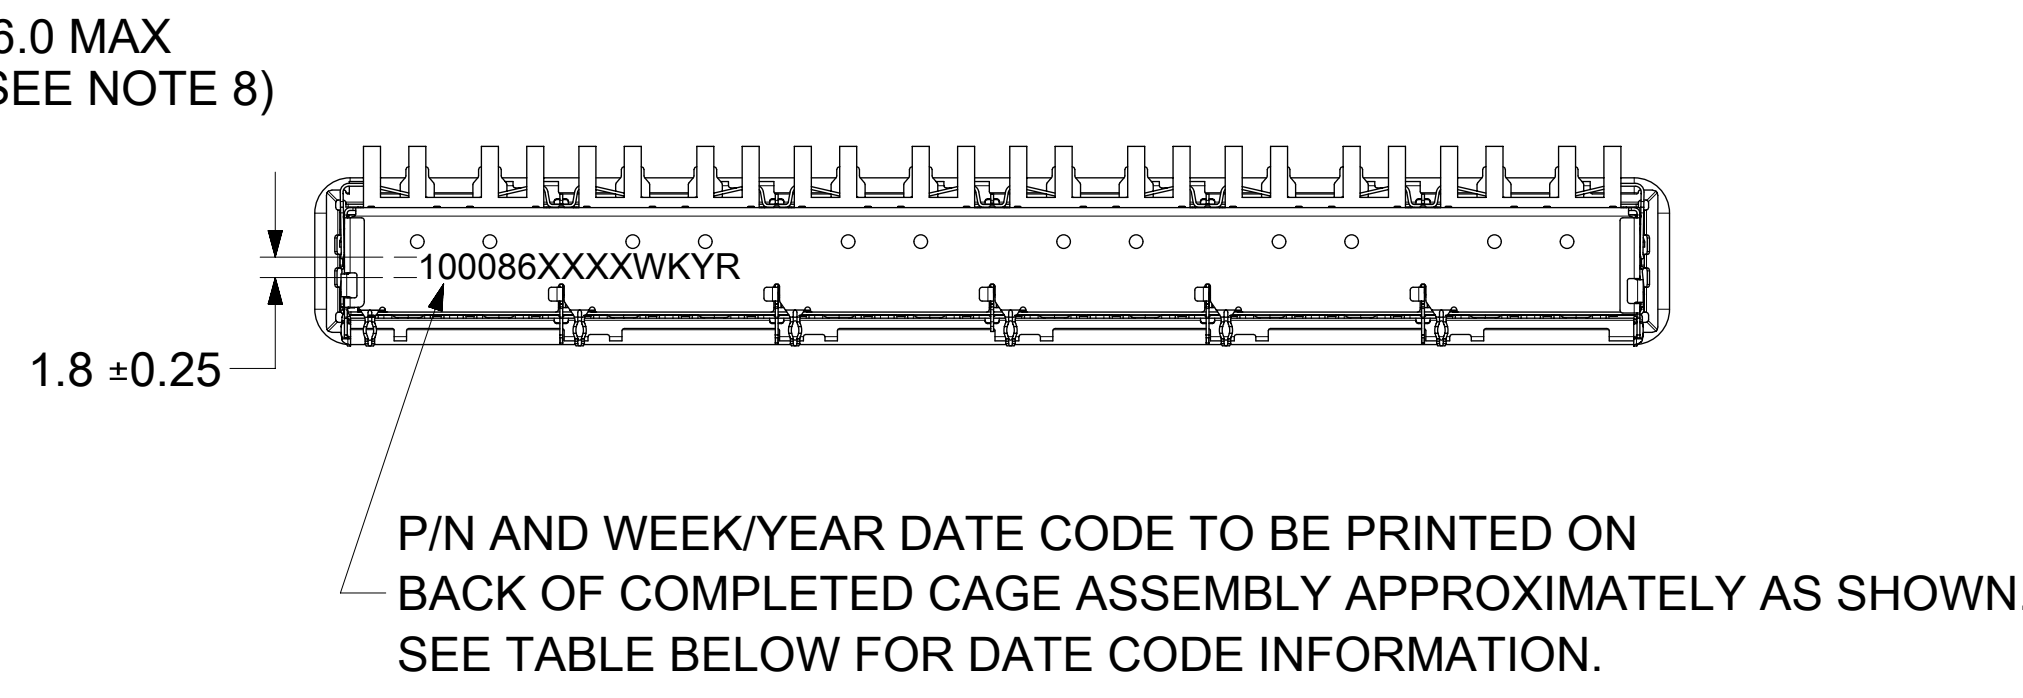 6.0 MAX
SEE NOTE 8)
100086XXXXWKYR
1.8 ±0.25
P/N AND WEEK/YEAR DATE CODE TO BE PRINTED ON
BACK OF COMPLETED CAGE ASSEMBLY APPROXIMATELY AS SHOWN.
SEE TABLE BELOW FOR DATE CODE INFORMATION.